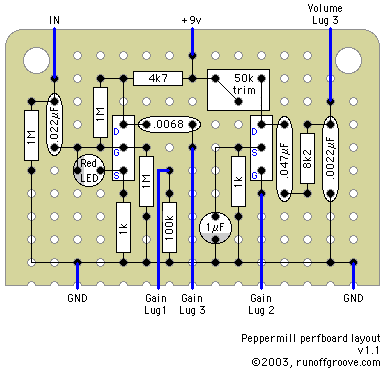 IN
+9v
Volume
Lug 3
4k7
50k
trim
1M
.022µF
1M
D
G
S
.0068
D
G
S
.047µF
8k2
.0022µF
Red
LED
1M
1k
100k
1k
1µF
GND
Gain
Lug1
Gain
Lug 3
Gain
Lug 2
GND
Peppermill perfboard layout
v1.1
©2003, runoffgroove.com